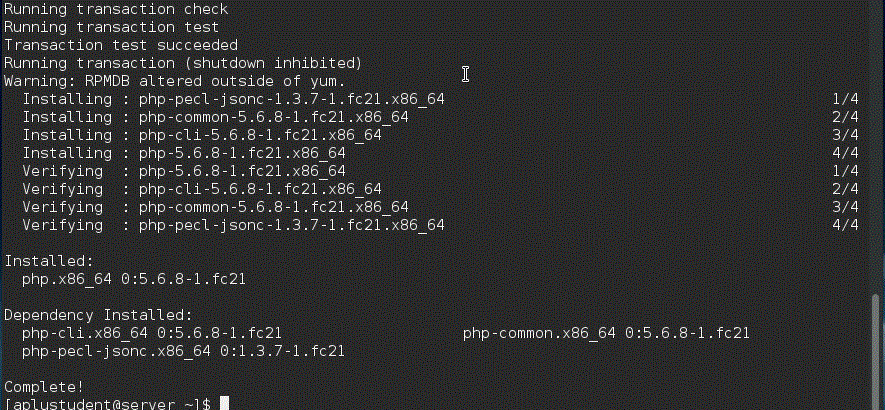 Running transaction check
Running transaction test
Transaction test succeeded
Running transaction (shutdown inhibited)
Warning: RPMDB altered outside of yum.
  Installing : php-pecl-jsonc-1.3.7-1.fc21.x86_64 1/4
  Installing : php-common-5.6.8-1.fc21.x86_64 2/4
  Installing : php-cli-5.6.8-1.fc21.x86_64 3/4
  Installing : php-5.6.8-1.fc21.x86_64 4/4
  Verifying  : php-5.6.8-1.fc21.x86_64 1/4
  Verifying  : php-cli-5.6.8-1.fc21.x86_64 2/4
  Verifying  : php-common-5.6.8-1.fc21.x86_64 3/4
  Verifying  : php-pecl-jsonc-1.3.7-1.fc21.x86_64 4/4
Installed:
  php.x86_64 0:5.6.8-1.fc21
Dependency Installed:
  php-cli.x86_64 0:5.6.8-1.fc21 php-common.x86_64 0:5.6.8-1.fc21
  php-pecl-jsonc.x86_64 0:1.3.7-1.fc21
Complete!
[aplustudent@server ~]$